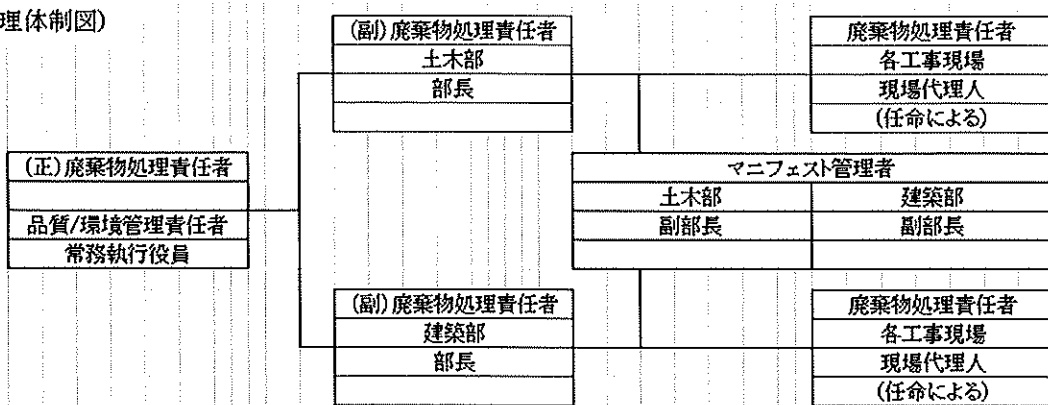 理体制図)
(副)廃棄物処理責任者
土木部
部長
廃棄物処理責任者
各工事現場
現場代理人
(任命による)
(正)廃棄物処理責任者
品質/環境管理責任者
常務執行役員
マニフェスト管理者
土木部 建築部
副部長 副部長
(副)廃棄物処理責任者
建築部
部長
廃棄物処理責任者
各工事現場
現場代理人
(任命による)